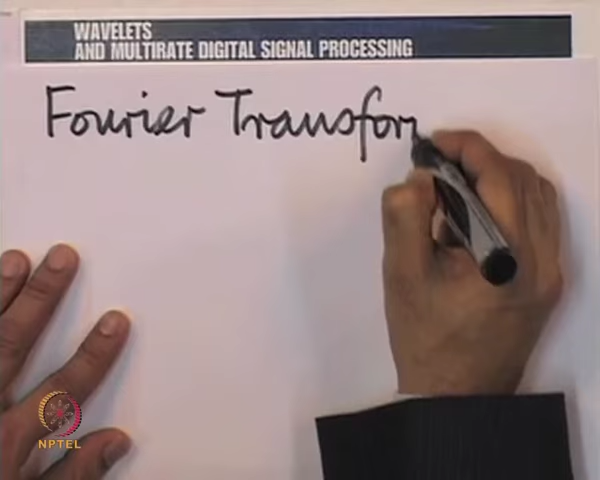 WAVELETS
AND MULTIRATE DIGITAL SIGNAL PROCESSING
Fourier Transfor
NPTEL